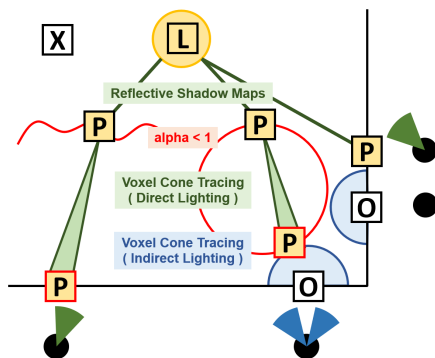 X
L
Reflective Shadow Maps
P
P
alpha < 1
P
Voxel Cone Tracing
( Direct Lighting )
O
P
Voxel Cone Tracing
( Indirect Lighting )
P
O